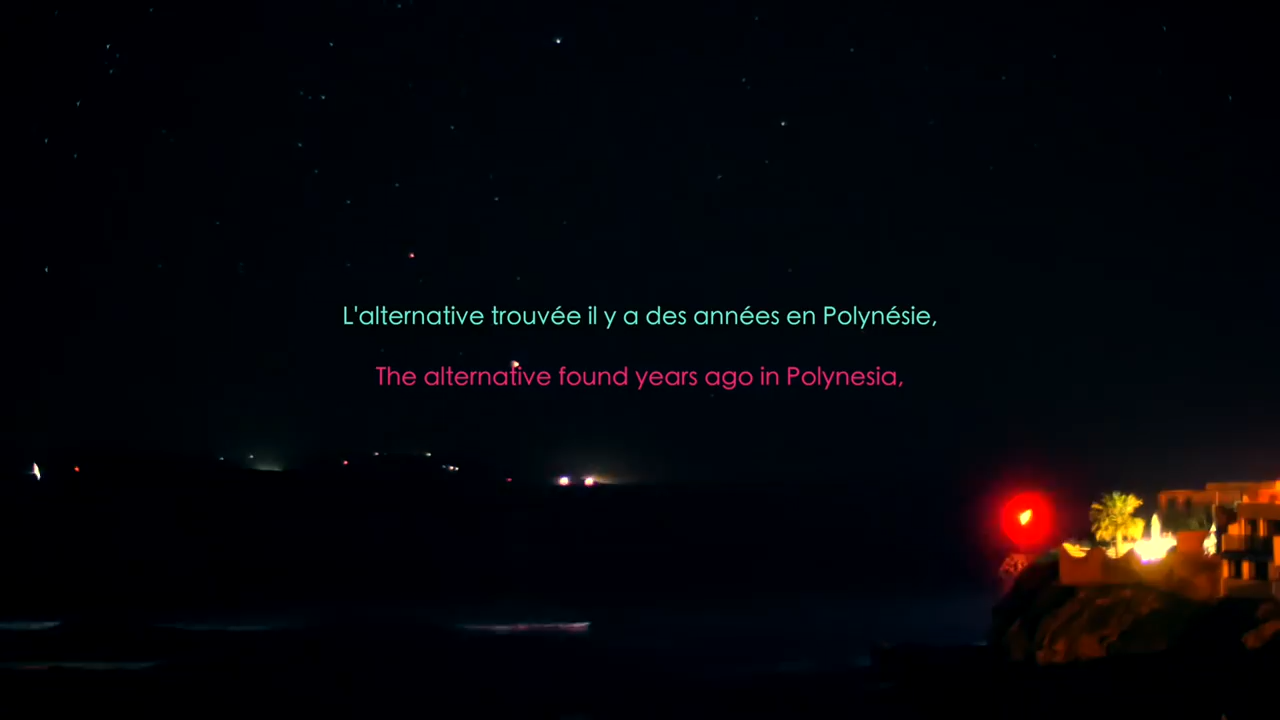 L'alternative trouvée il y a des années en Polynésie,
The alternative found years ago in Polynesia,